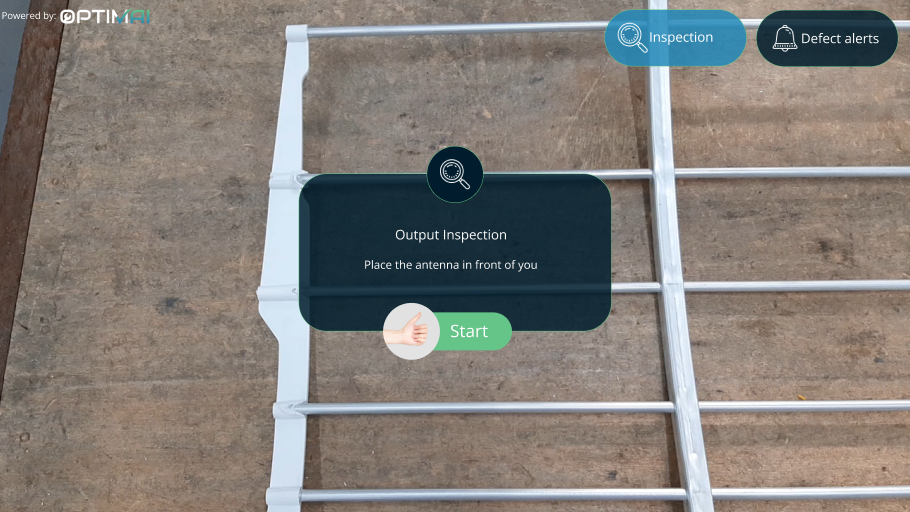 Powered by: OPTIMAI
Inspection
Defect alerts
Output Inspection
Place the antenna in front of you
Start